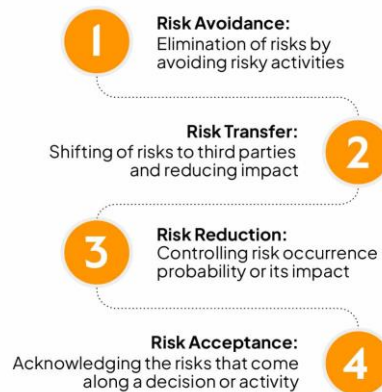 1
Risk Avoidance:
Elimination of risks by
avoiding risky activities
Risk Transfer:
Shifting of risks to third parties
and reducing impact
2
3
Risk Reduction:
Controlling risk occurrence
probability or its impact
Risk Acceptance:
Acknowledging the risks that come
along a decision or activity
4